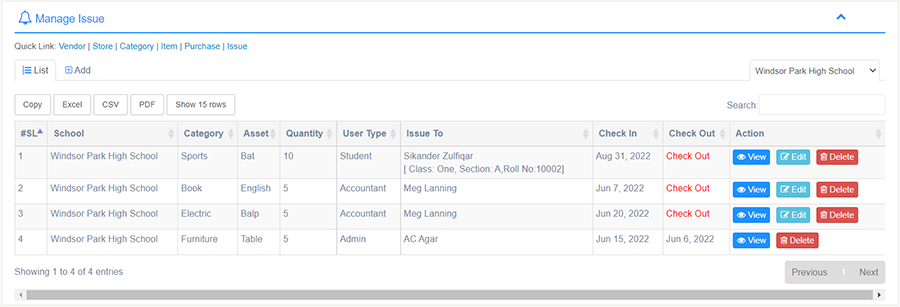 Manage Issue
Quick Link: Vendor | Store | Category | Item | Purchase | Issue
List Add Windsor Park High School
Copy Excel CSV PDF Show 15 rows Search:
#SL School Category Asset Quantity User Type Issue To Check In Check Out Action
1 Windsor Park High School Sports Bat 10 Student Sikander Zulfiqar Aug 31, 2022 Check Out View Edit Delete
[ Class: One, Section: A,Roll No:10002]
2 Windsor Park High School Book English 5 Accountant Meg Lanning Jun 7, 2022 Check Out View Edit Delete
3 Windsor Park High School Electric Balp 5 Accountant Meg Lanning Jun 20, 2022 Check Out View Edit Delete
4 Windsor Park High School Furniture Table 5 Admin AC Agar Jun 15, 2022 Jun 6, 2022 View Delete
Showing 1 to 4 of 4 entries Previous 1 Next